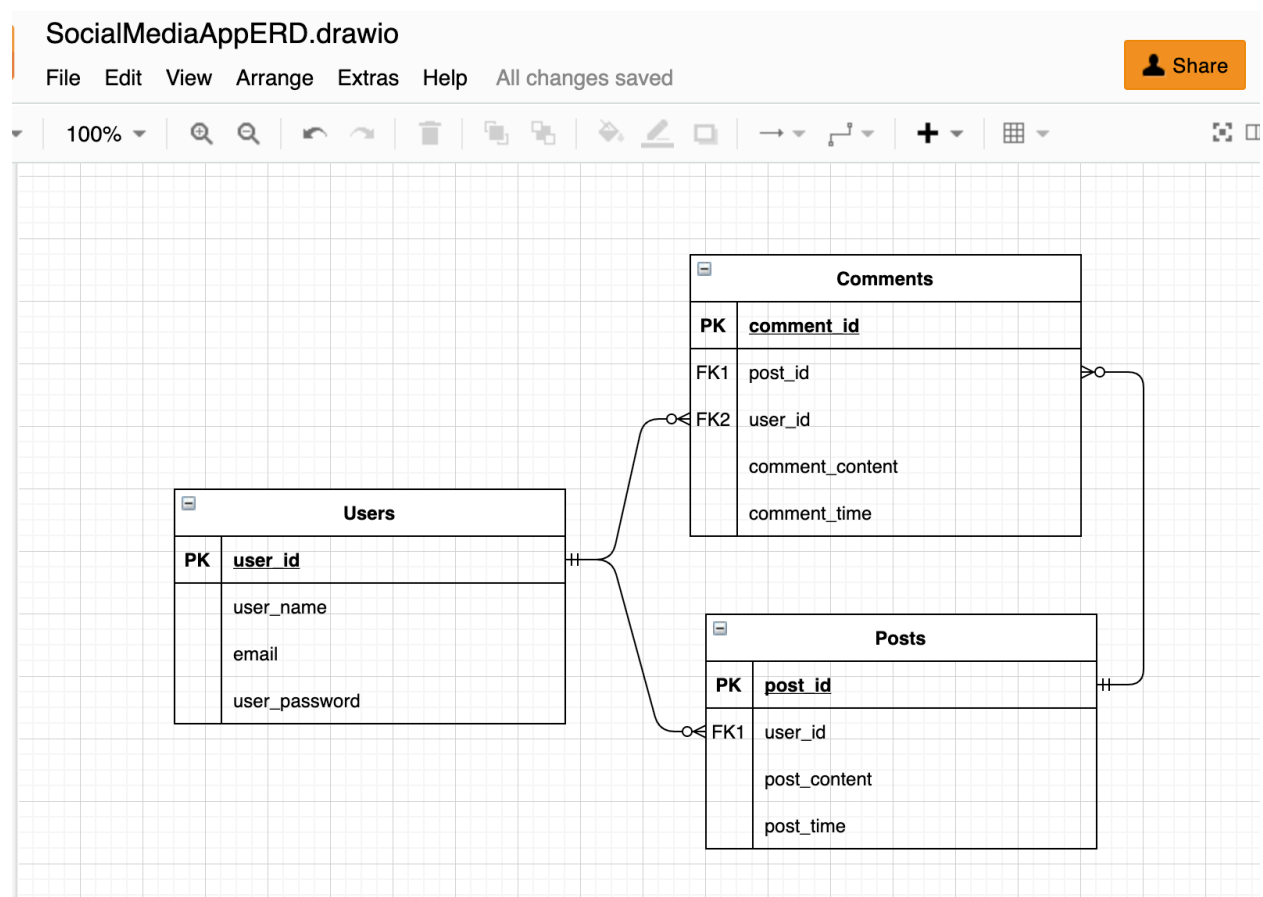 SocialMediaAppERD.drawio
File Edit View Arrange Extras Help All changes saved
Share
100%
Comments
PK comment_id
FK1 post_id
FK2 user_id
comment_content
comment_time
Users
PK user_id
user_name
email
user_password
Posts
PK post_id
FK1 user_id
post_content
post_time